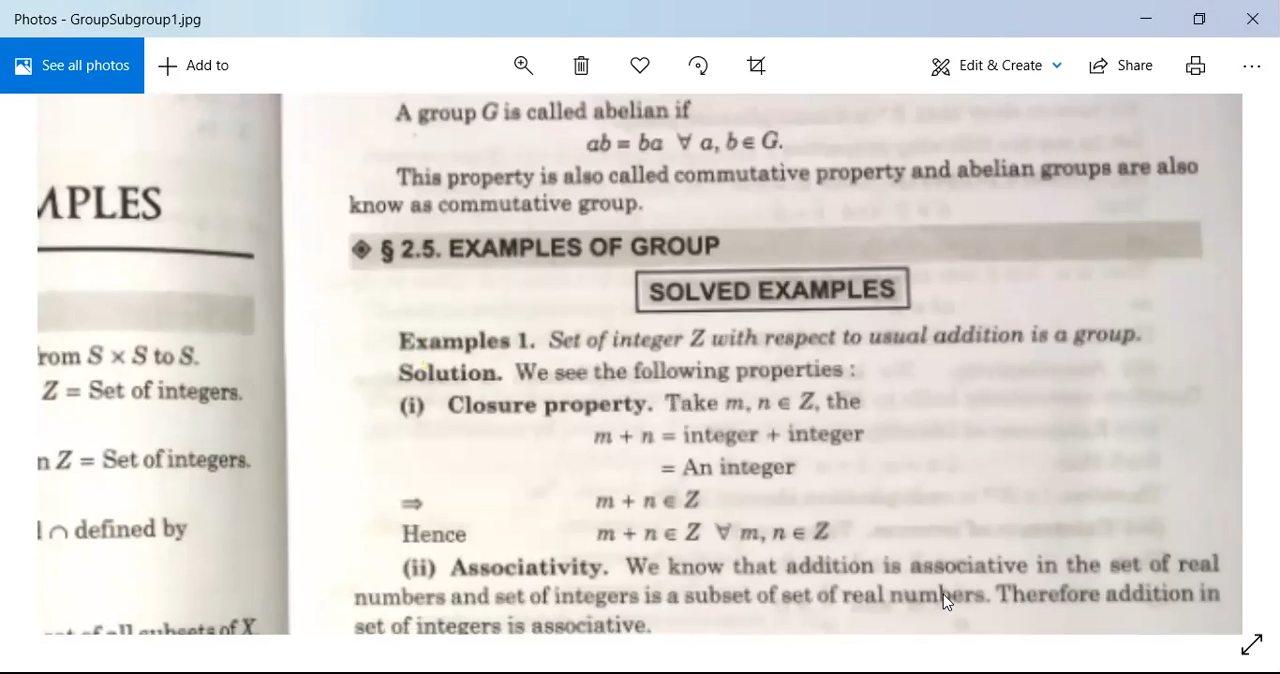 Photos - GroupSubgroup1.jpg
See all photos
Add to
Edit & Create
Share
A group G is called abelian if
ab = ba ∀ a, b ∈ G.
This property is also called commutative property and abelian groups are also
know as commutative group.
§ 2.5. EXAMPLES OF GROUP
SOLVED EXAMPLES
Examples 1. Set of integer Z with respect to usual addition is a group.
Solution. We see the following properties :
(i) Closure property. Take m, n ∈ Z, the
m + n = integer + integer
= An integer
⇒ m + n ∈ Z
Hence m + n ∈ Z ∀ m, n ∈ Z
(ii) Associativity. We know that addition is associative in the set of real
numbers and set of integers is a subset of set of real numbers. Therefore addition in
set of integers is associative.
MPLES
from S × S to S.
Z = Set of integers.
n Z = Set of integers.
∩ defined by
of all subsets of X